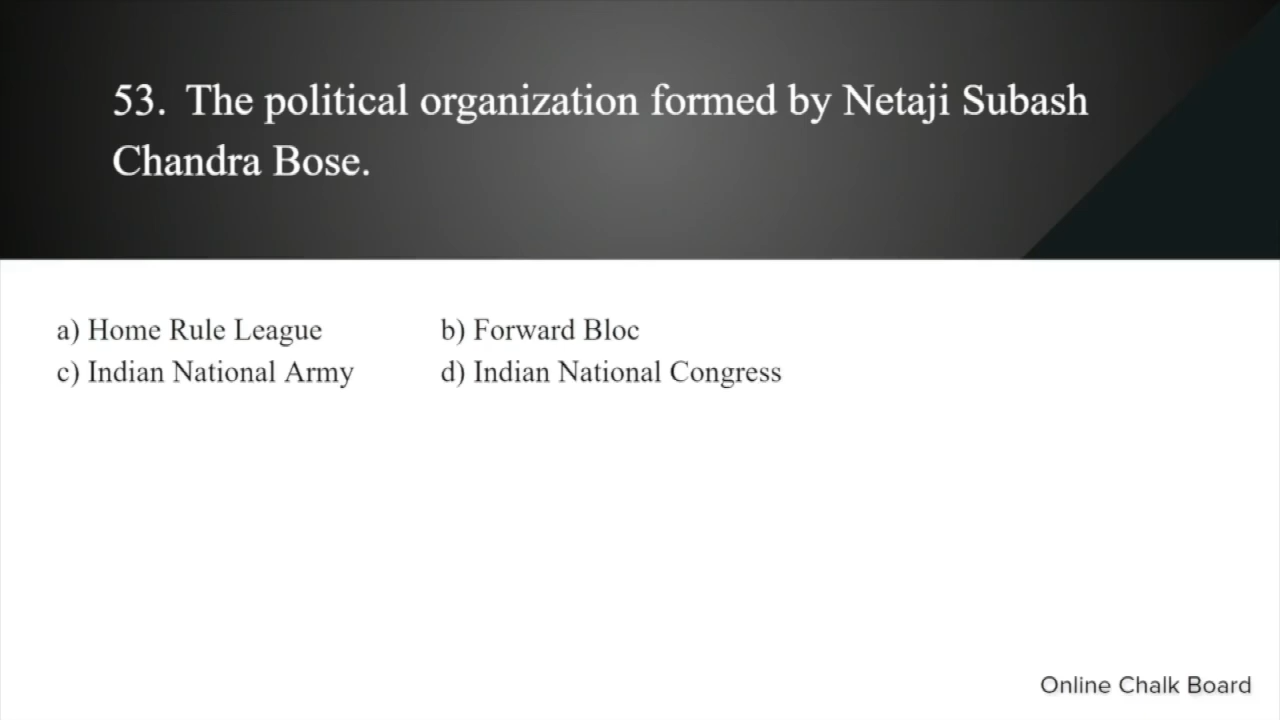 53. The political organization formed by Netaji Subash
Chandra Bose.
a) Home Rule League b) Forward Bloc
c) Indian National Army d) Indian National Congress
Online Chalk Board